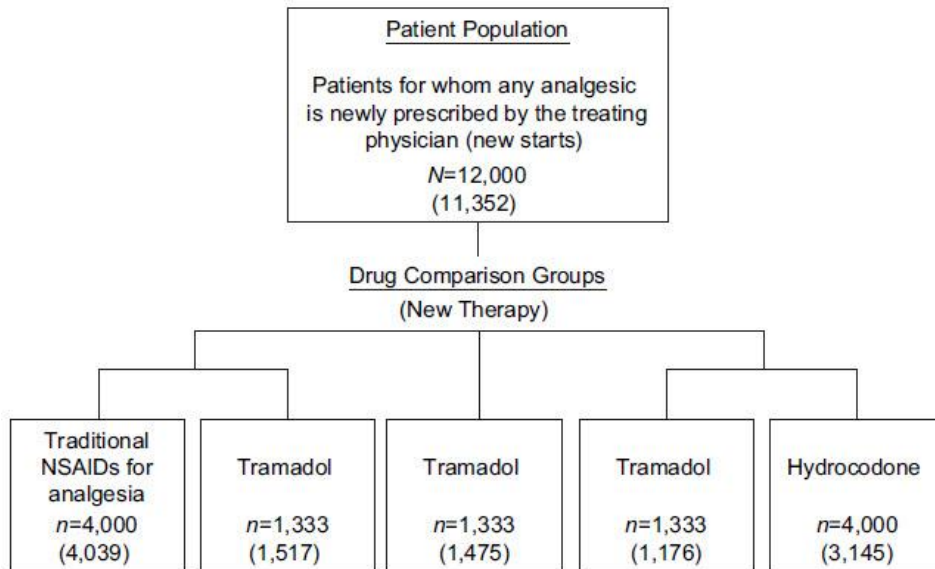 Patient Population
Patients for whom any analgesic
is newly prescribed by the treating
physician (new starts)
N=12,000
(11,352)
Drug Comparison Groups
(New Therapy)
Traditional
NSAIDs for
analgesia
n=4,000
(4,039)
Tramadol
n=1,333
(1,517)
Tramadol
n=1,333
(1,475)
Tramadol
n=1,333
(1,176)
Hydrocodone
n=4,000
(3,145)